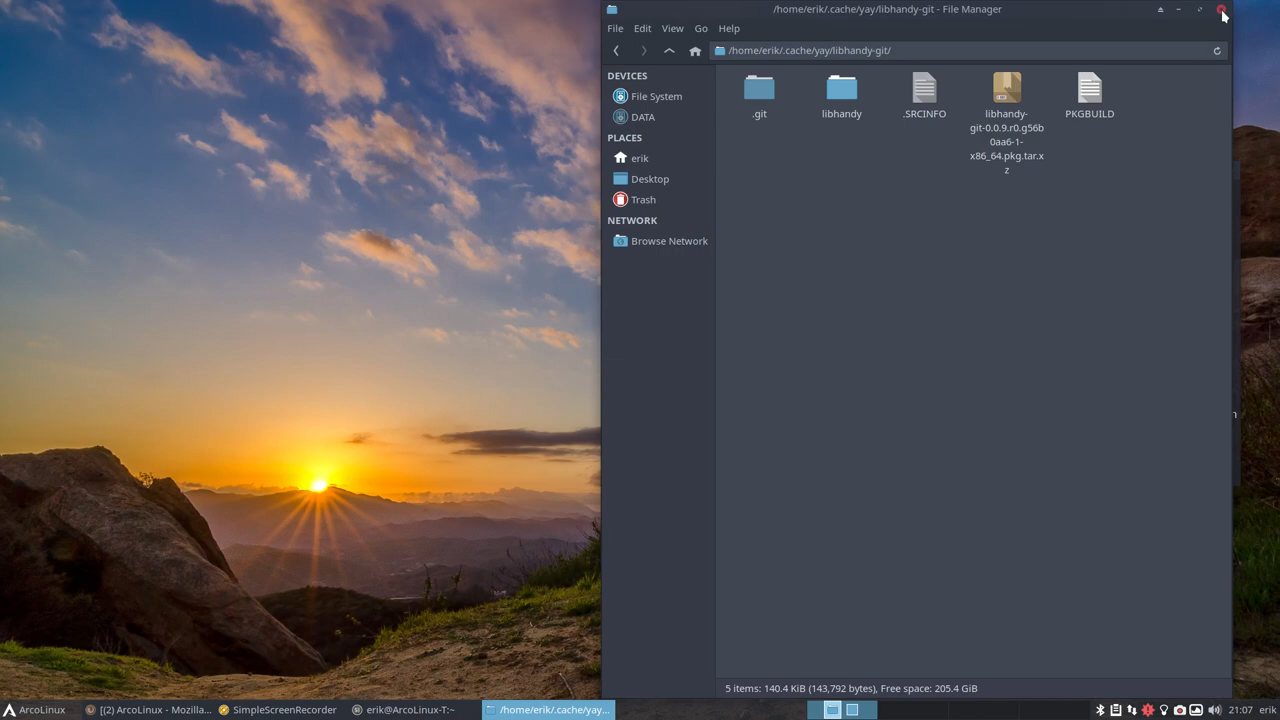 /home/erik/.cache/yay/libhandy-git - File Manager
File Edit View Go Help
/home/erik/.cache/yay/libhandy-git/
DEVICES
File System
DATA
PLACES
erik
Desktop
Trash
NETWORK
Browse Network
.git
libhandy
.SRCINFO
libhandy-
git-0.0.9.r0.g56b
0aa6-1-
x86_64.pkg.tar.x
z
PKGBUILD
5 items: 140.4 KiB (143,792 bytes), Free space: 205.4 GiB
ArcoLinux
[(2) ArcoLinux - Mozilla...
SimpleScreenRecorder
erik@ArcoLinux-T:~
/home/erik/.cache/yay...
21:07 erik